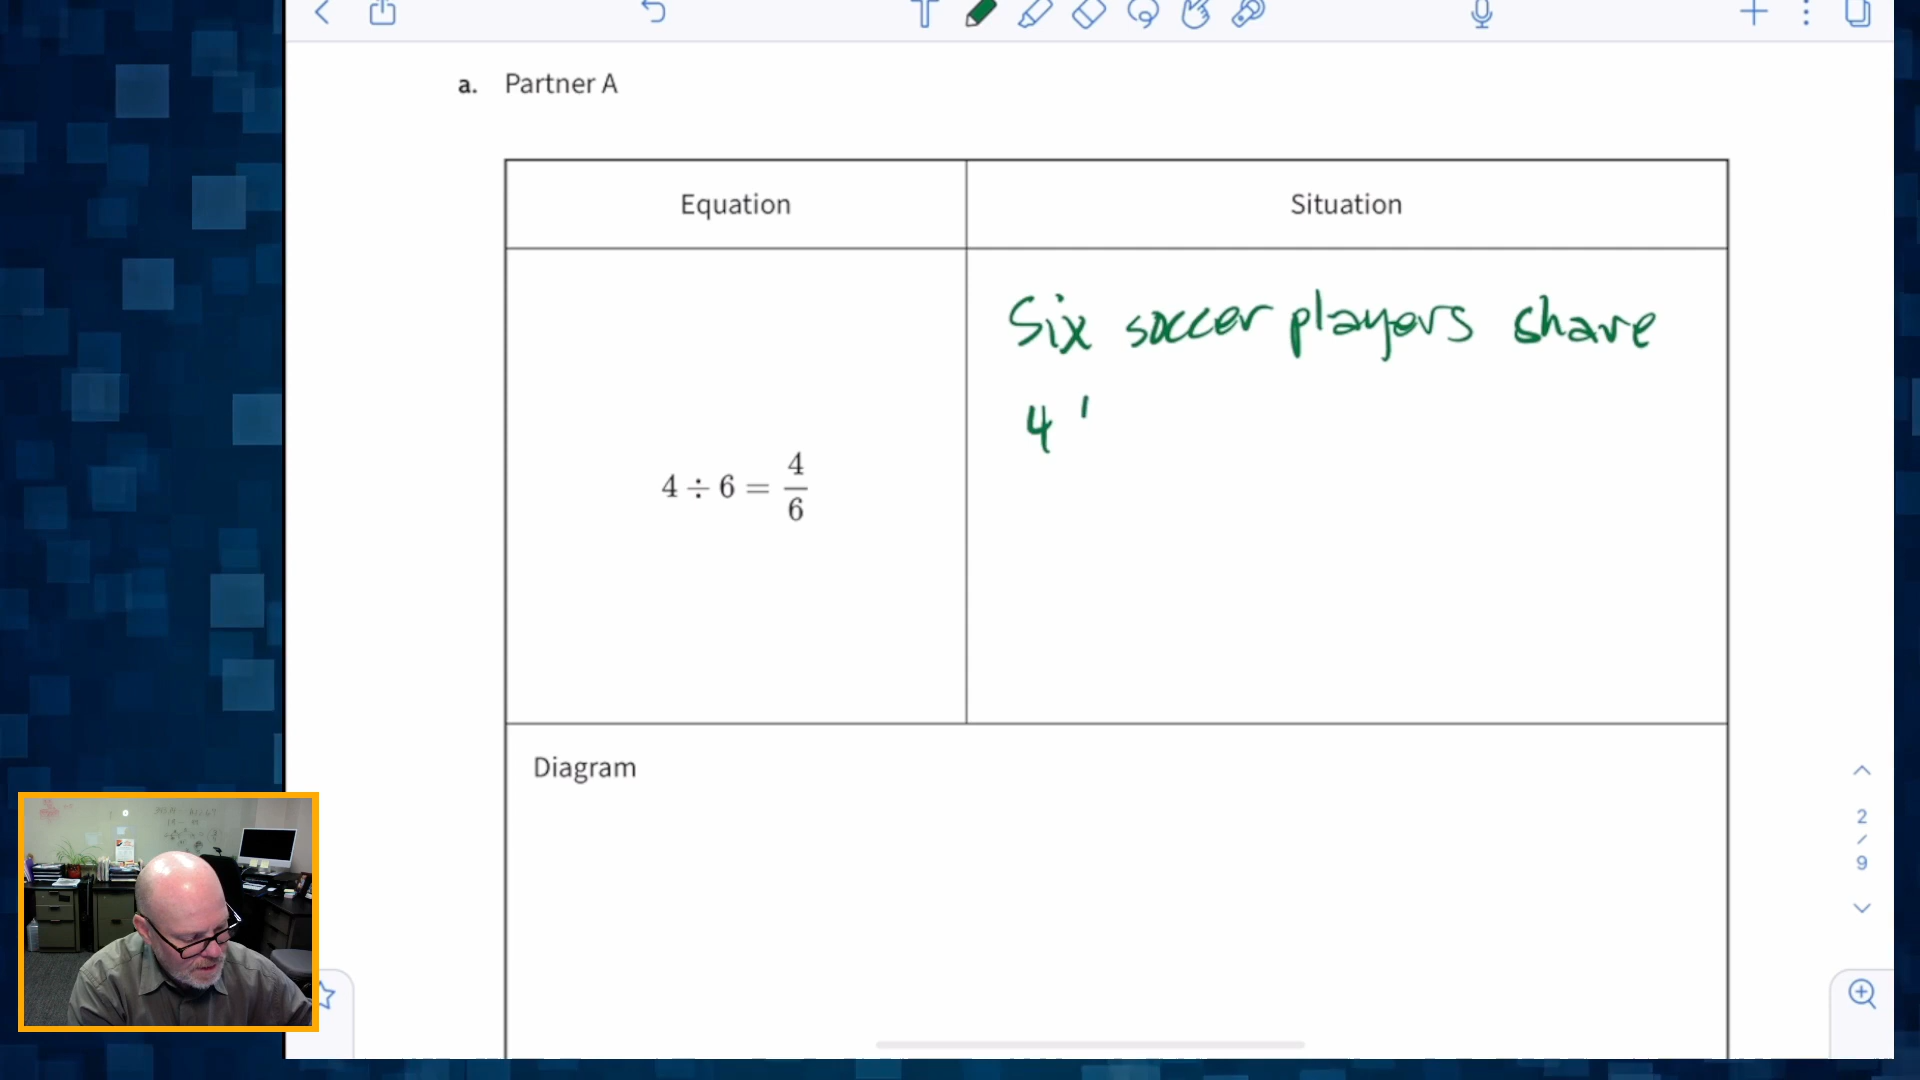 a. Partner A
Equation
Situation
Six soccer players share
4
4 ÷ 6 = 4/6
Diagram
2
/
9